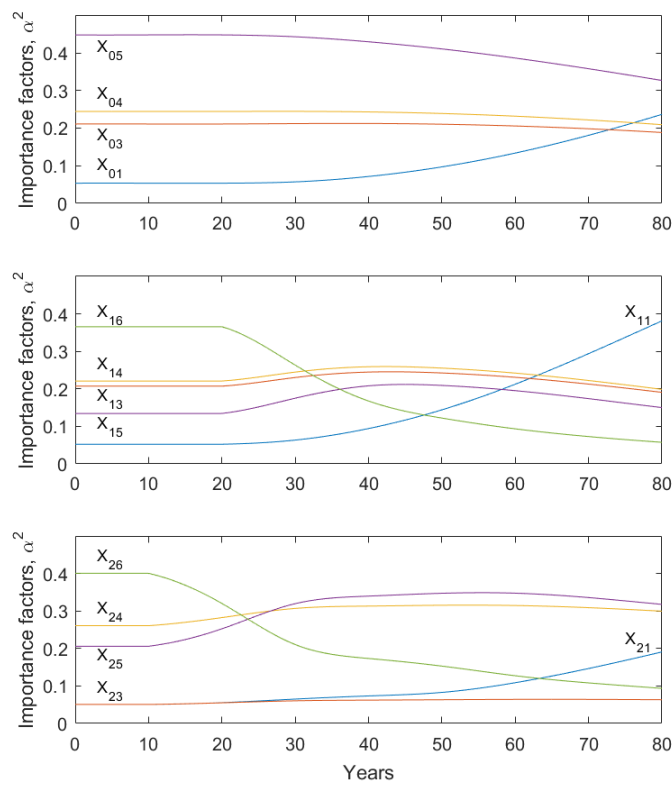 Importance factors, α²
0.4
0.3
0.2
0.1
0
X₀₅
X₀₄
X₀₃
X₀₁
0 10 20 30 40 50 60 70 80
Importance factors, α²
0.4
0.3
0.2
0.1
0
X₁₆ X₁₁
X₁₄
X₁₃
X₁₅
0 10 20 30 40 50 60 70 80
Importance factors, α²
0.4
0.3
0.2
0.1
0
X₂₆
X₂₄
X₂₁
X₂₅
X₂₃
0 10 20 30 40 50 60 70 80
Years